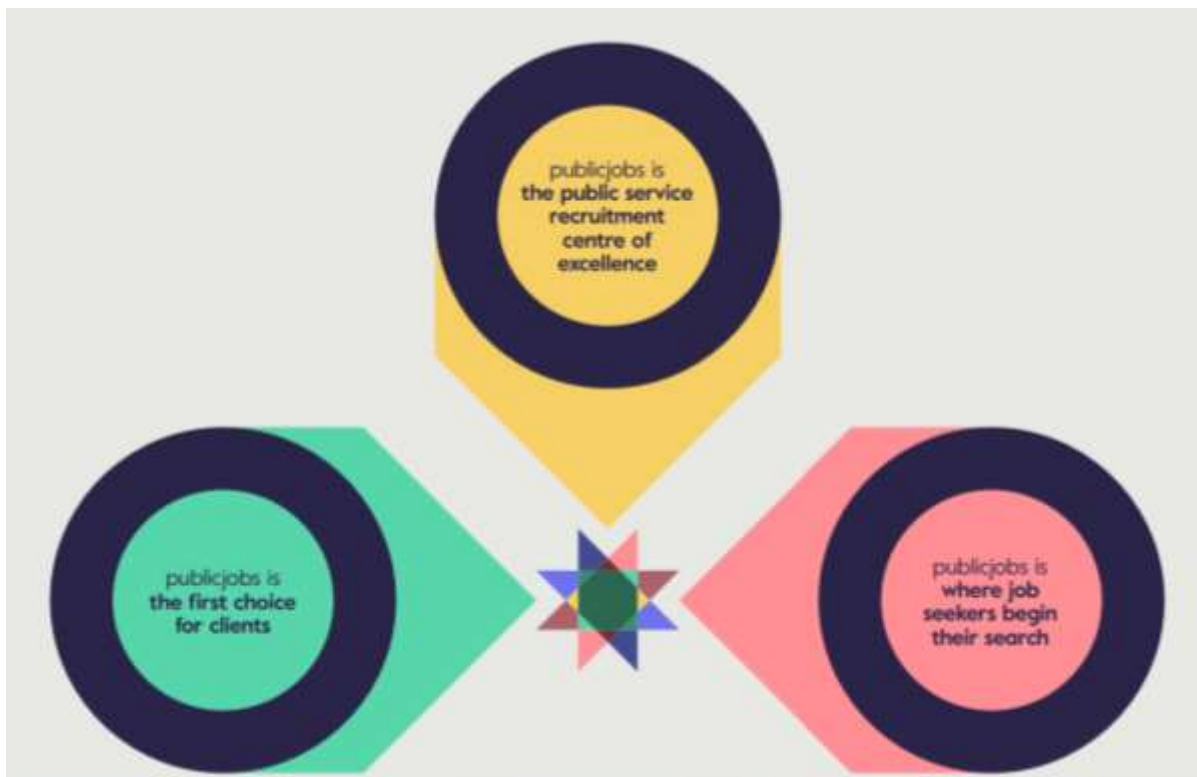 publicjobs is
the public service
recruitment
centre of
excellence
publicjobs is
the first choice
for clients
publicjobs is
where job
seekers begin
their search